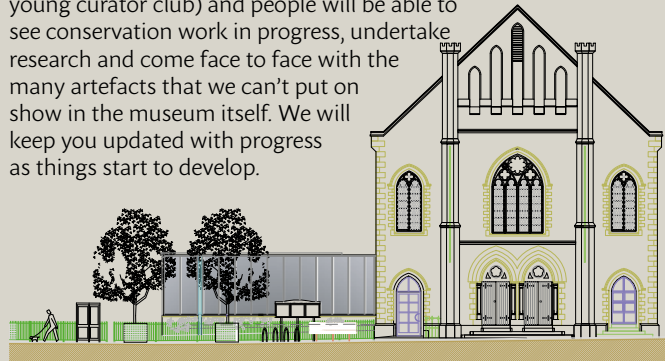 young curator club) and people will be able to
see conservation work in progress, undertake
research and come face to face with the
many artefacts that we can’t put on
show in the museum itself. We will
keep you updated with progress
as things start to develop.